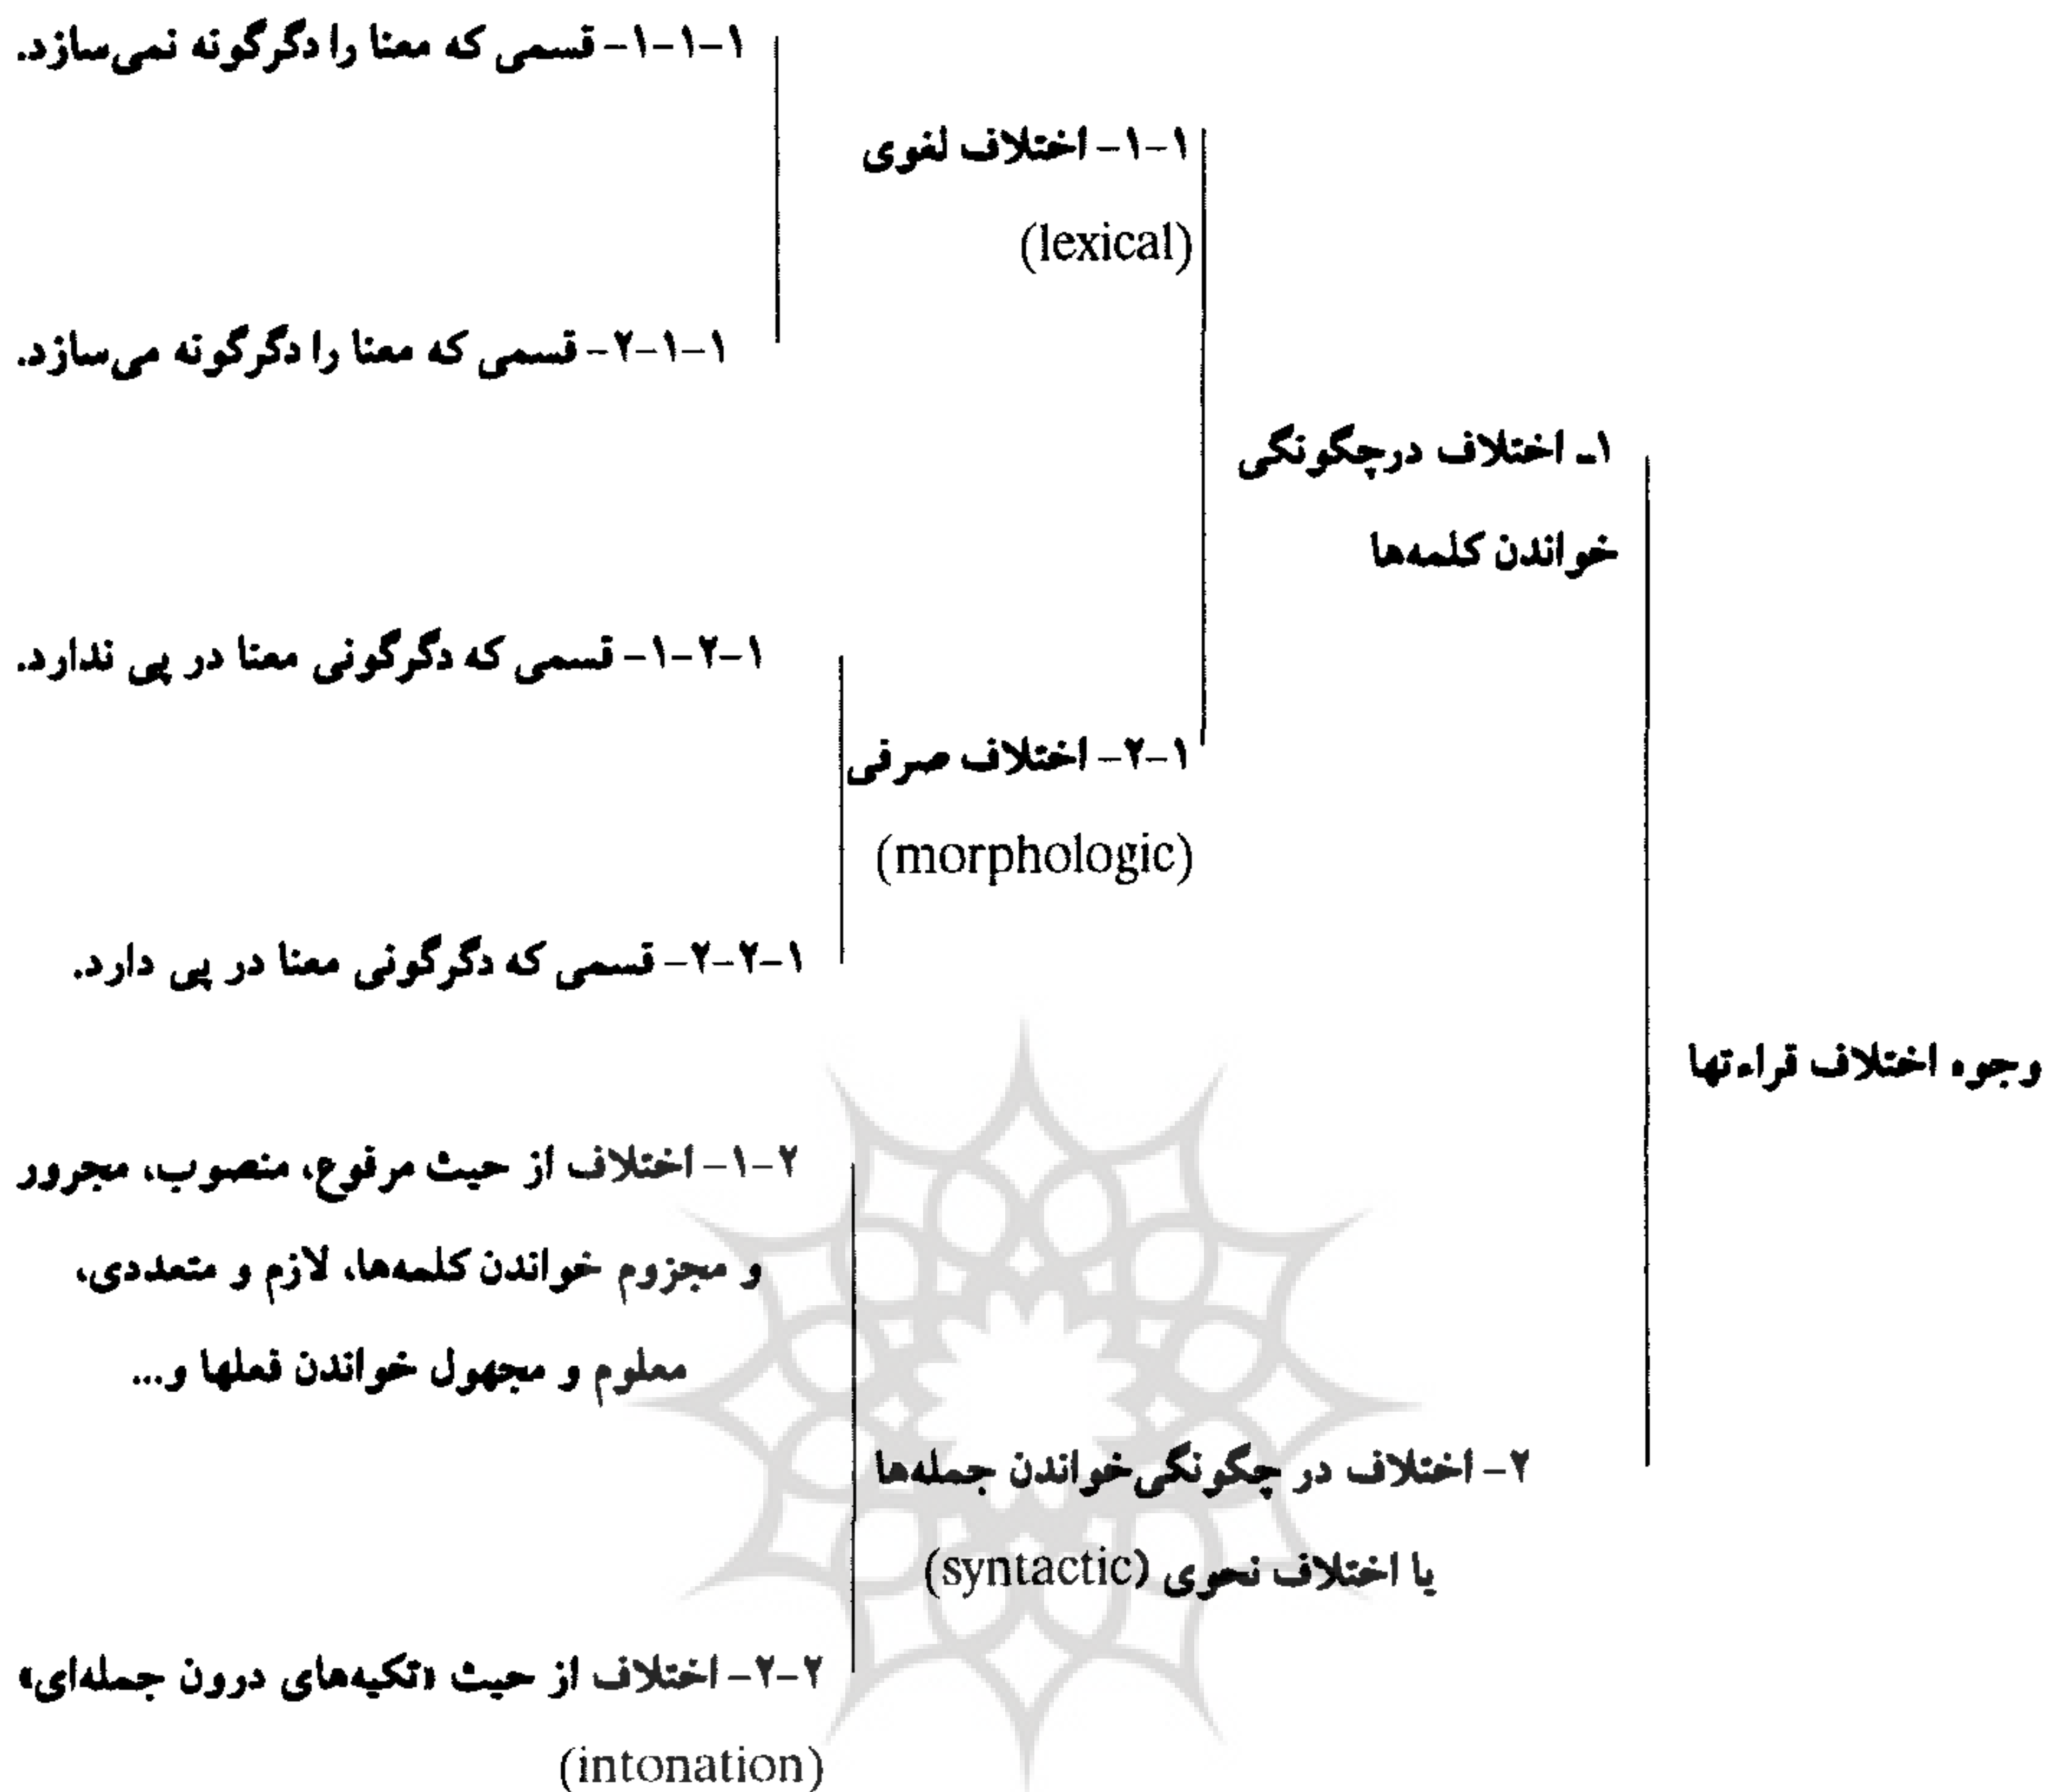 وجوه اختلاف قراءتها
۱ـ اختلاف درچگونگی
خواندن کلمه‌ها
۱-۱- اختلاف لغوی
(lexical)
۱-۱-۱- قسمی که معنا را دگرگونه نمی‌سازد.
۱-۱-۲- قسمی که معنا را دگرگونه می‌سازد.
۱-۲- اختلاف صرفی
(morphologic)
۱-۲-۱- قسمی که دگرگونی معنا در پی ندارد.
۱-۲-۲- قسمی که دگرگونی معنا در پی دارد.
۲- اختلاف در چگونگی خواندن جمله‌ها
یا اختلاف نحوی (syntactic)
۲-۱- اختلاف از حیث مرفوع، منصوب، مجرور
و مجزوم خواندن کلمه‌ها، لازم و متعددی،
معلوم و مجهول خواندن فعلها و...
۲-۲- اختلاف از حیث «تکیه‌های درون جمله‌ای»
(intonation)